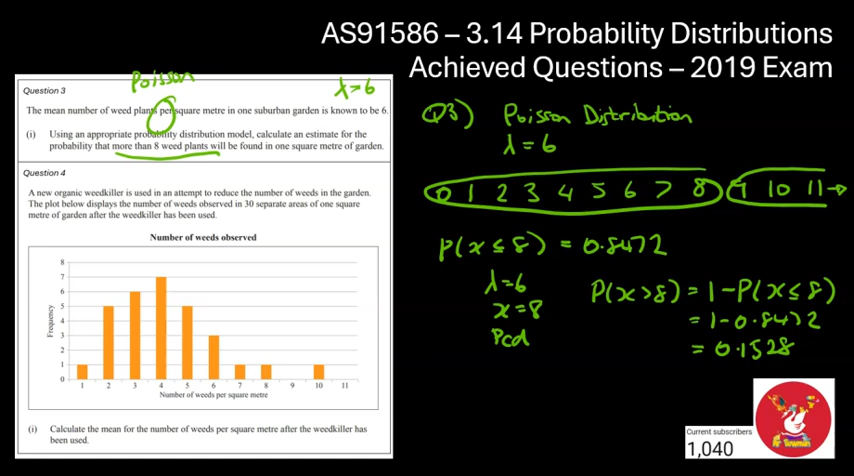 AS91586 – 3.14 Probability Distributions
Achieved Questions – 2019 Exam
Poisson
λ=6
Question 3
The mean number of weed plants per square metre in one suburban garden is known to be 6.
(i) Using an appropriate probability distribution model, calculate an estimate for the
probability that more than 8 weed plants will be found in one square metre of garden.
Question 4
A new organic weedkiller is used in an attempt to reduce the number of weeds in the garden.
The plot below displays the number of weeds observed in 30 separate areas of one square
metre of garden after the weedkiller has been used.
Number of weeds observed
Frequency
8
7
6
5
4
3
2
1
0
1 2 3 4 5 6 7 8 9 10 11
Number of weeds per square metre
(i) Calculate the mean for the number of weeds per square metre after the weedkiller has
been used.
Q3) Poisson Distribution
λ=6
0 1 2 3 4 5 6 7 8 9 10 11 →
P(x ≤ 8) = 0.8472
λ=6
x=8
Pcd
P(x>8) = 1-P(x ≤ 8)
= 1-0.8472
= 0.1528
Current subscribers
1,040